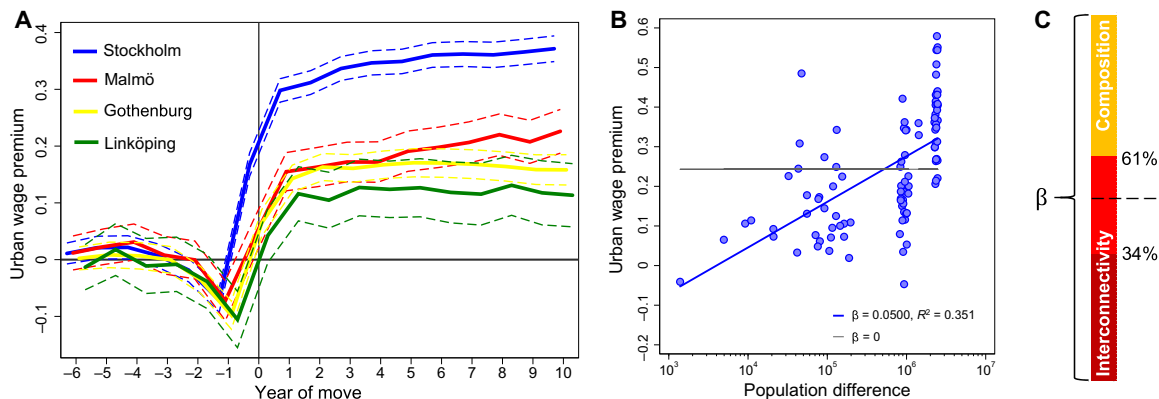 A
Urban wage premium
0.4
0.3
0.2
0.1
0
−0.1
Stockholm
Malmö
Gothenburg
Linköping
−6 −5 −4 −3 −2 −1 0 1 2 3 4 5 6 7 8 9 10
Year of move
B
Urban wage premium
0.6
0.5
0.4
0.3
0.2
0.1
0
−0.1
−0.2
β = 0.0500, R² = 0.351
β = 0
10³ 10⁴ 10⁵ 10⁶ 10⁷
Population difference
C
β
Composition
Interconnectivity
61%
34%